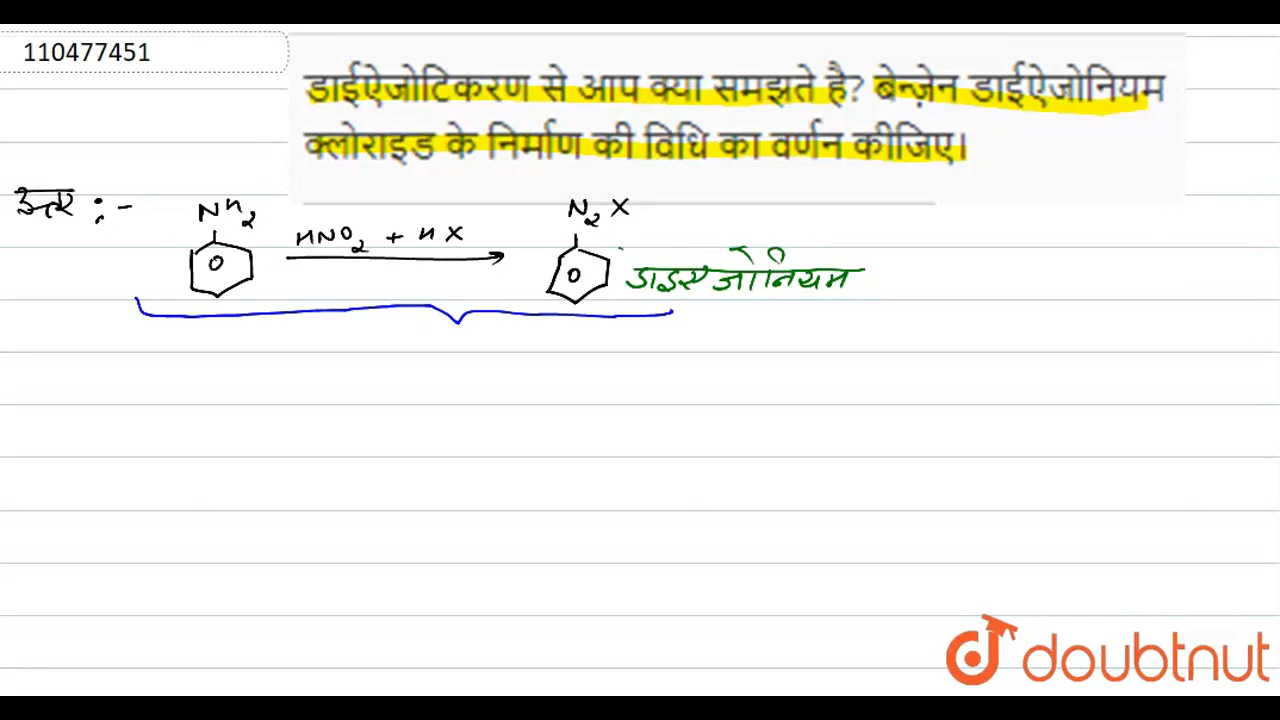 110477451
डाईऐजोटिकरण से आप क्या समझते है? बेन्ज़ेन डाईऐजोनियम
क्लोराइड के निर्माण की विधि का वर्णन कीजिए।
उत्तर :-
NH2
HNO2 + HX
N2X
डाइएजोनियम
doubtnut